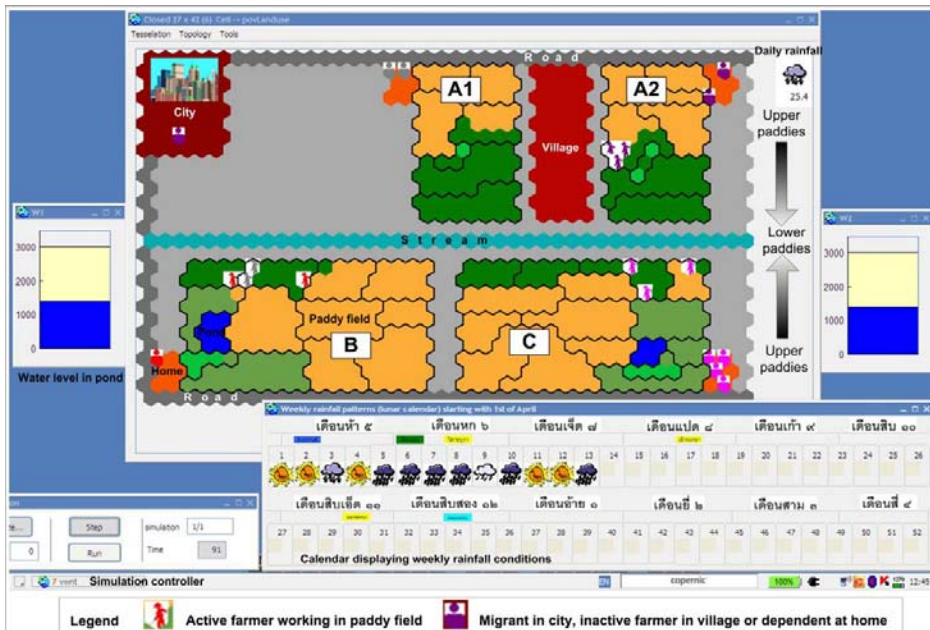 Closed 37 x 42 (6) Cell -> povLanduse
Tesselation Topology Tools
Road
Daily rainfall
25.4
City
A1
A2
Village
Upper paddies
Stream
Lower paddies
Upper paddies
W1
3000
2000
1000
0
Water level in pond
W2
3000
2000
1000
0
Paddy field
Pond
B
C
Home
Road
Weekly rainfall patterns (lunar calendar) starting with 1st of April
เดือนห้า ๕ เดือนหก ๖ เดือนเจ็ด ๗ เดือนแปด ๘ เดือนเก้า ๙ เดือนสิบ ๑๐
1 2 3 4 5 6 7 8 9 10 11 12 13 14 15 16 17 18 19 20 21 22 23 24 25 26
เดือนสิบเอ็ด ๑๑ เดือนสิบสอง ๑๒ เดือนอ้าย ๑ เดือนยี่ ๒ เดือนสาม ๓ เดือนสี่ ๔
27 28 29 30 31 32 33 34 35 36 37 38 39 40 41 42 43 44 45 46 47 48 49 50 51 52
Calendar displaying weekly rainfall conditions
Step
simulation 1/1
0
Run
Time 91
Simulation controller
EN
copernic
100%
12:45
Legend
Active farmer working in paddy field
Migrant in city, inactive farmer in village or dependent at home